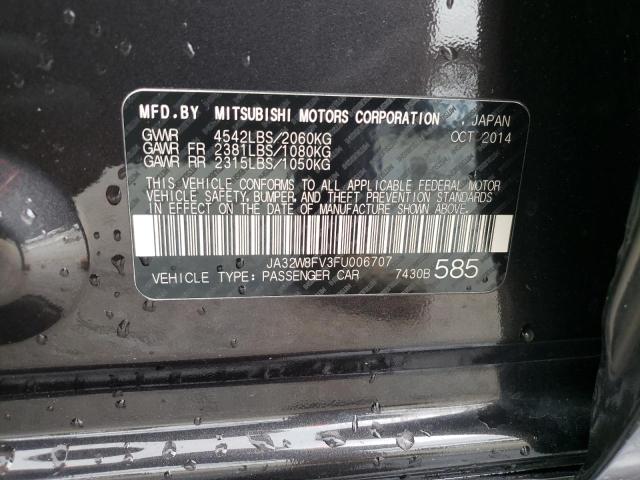 MFD.BY MITSUBISHI MOTORS CORPORATION , JAPAN
GVWR 4542LBS/2060KG OCT 2014
GAWR FR 2381LBS/1080KG
GAWR RR 2315LBS/1050KG
THIS VEHICLE CONFORMS TO ALL APPLICABLE FEDERAL MOTOR
VEHICLE SAFETY, BUMPER, AND THEFT PREVENTION STANDARDS
IN EFFECT ON THE DATE OF MANUFACTURE SHOWN ABOVE.
JA32W8FV3FU006707
VEHICLE TYPE: PASSENGER CAR 7430B 585